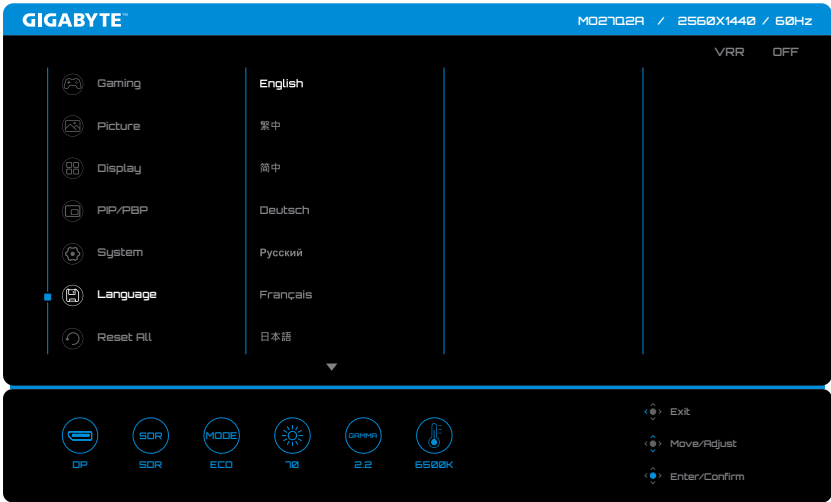 GIGABYTE™
MO27Q2A / 2560X1440 / 60Hz
VRR OFF
Gaming
Picture
Display
PIP/PBP
System
Language
Reset All
English
繁中
简中
Deutsch
Русский
Français
日本語
Exit
Move/Adjust
Enter/Confirm
SDR
MODE
GAMMA
DP
SDR
ECO
70
2.2
6500K